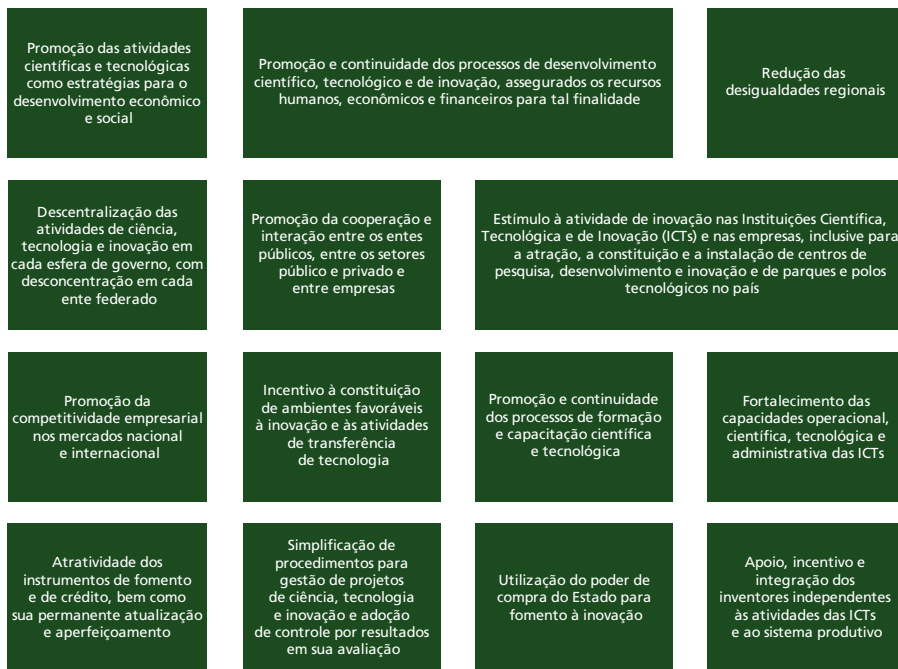 Promoção das atividades
científicas e tecnológicas
como estratégias para o
desenvolvimento econômico
e social
Promoção e continuidade dos processos de desenvolvimento
científico, tecnológico e de inovação, assegurados os recursos
humanos, econômicos e financeiros para tal finalidade
Redução das
desigualdades regionais
Descentralização das
atividades de ciência,
tecnologia e inovação em
cada esfera de governo, com
desconcentração em cada
ente federado
Promoção da cooperação e
interação entre os entes
públicos, entre os setores
público e privado e
entre empresas
Estímulo à atividade de inovação nas Instituições Científica,
Tecnológica e de Inovação (ICTs) e nas empresas, inclusive para
a atração, a constituição e a instalação de centros de
pesquisa, desenvolvimento e inovação e de parques e polos
tecnológicos no país
Promoção da
competitividade empresarial
nos mercados nacional
e internacional
Incentivo à constituição
de ambientes favoráveis
à inovação e às atividades
de transferência
de tecnologia
Promoção e continuidade
dos processos de formação
e capacitação científica
e tecnológica
Fortalecimento das
capacidades operacional,
científica, tecnológica e
administrativa das ICTs
Atratividade dos
instrumentos de fomento
e de crédito, bem como
sua permanente atualização
e aperfeiçoamento
Simplificação de
procedimentos para
gestão de projetos
de ciência, tecnologia
e inovação e adoção
de controle por resultados
em sua avaliação
Utilização do poder de
compra do Estado para
fomento à inovação
Apoio, incentivo e
integração dos
inventores independentes
às atividades das ICTs
e ao sistema produtivo